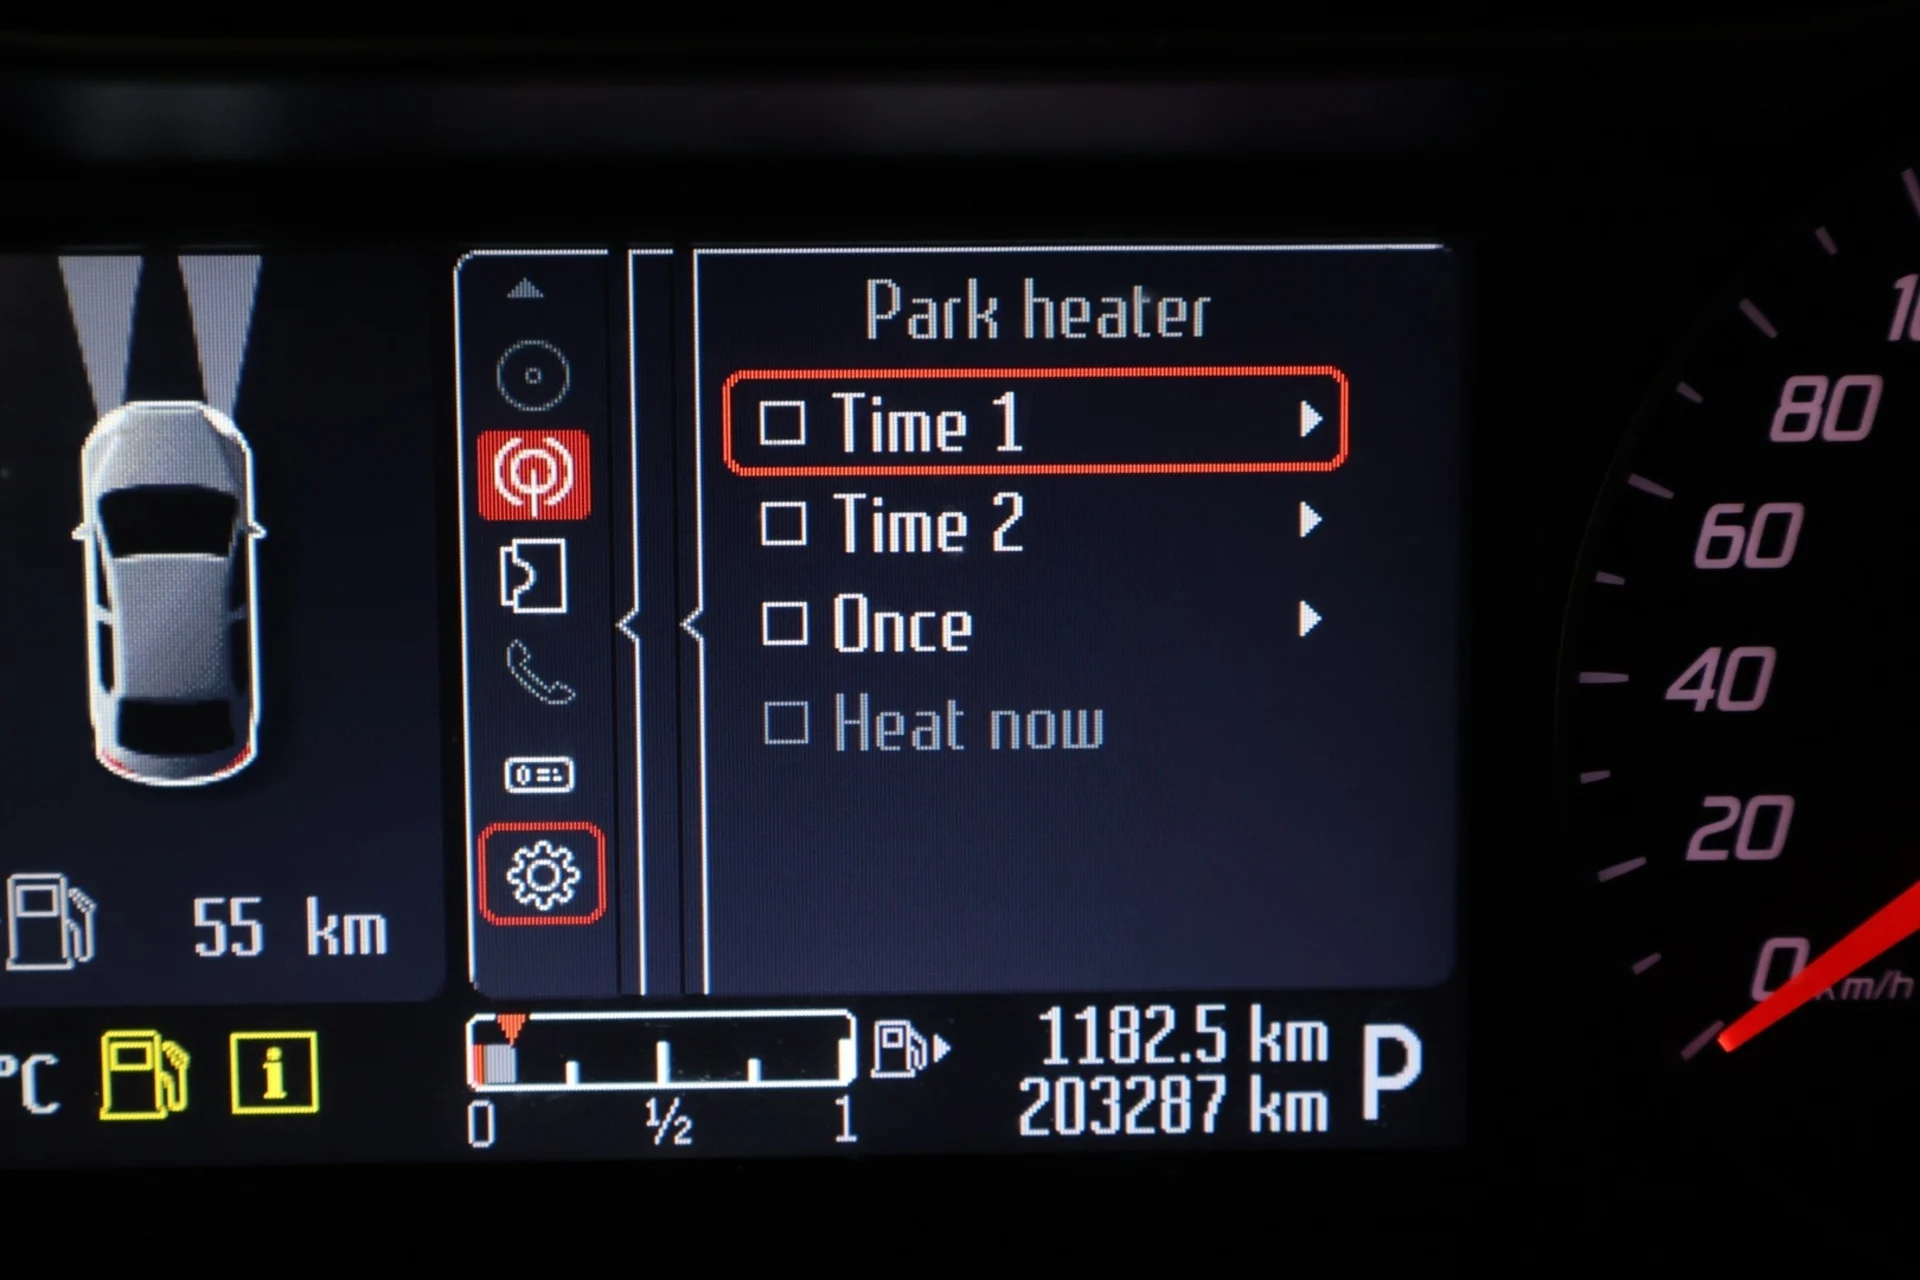 Park heater
Time 1
Time 2
Once
Heat now
55 km
°C
i
0 ½ 1
1182.5 km
203287 km
P
80
60
40
20
0
km/h